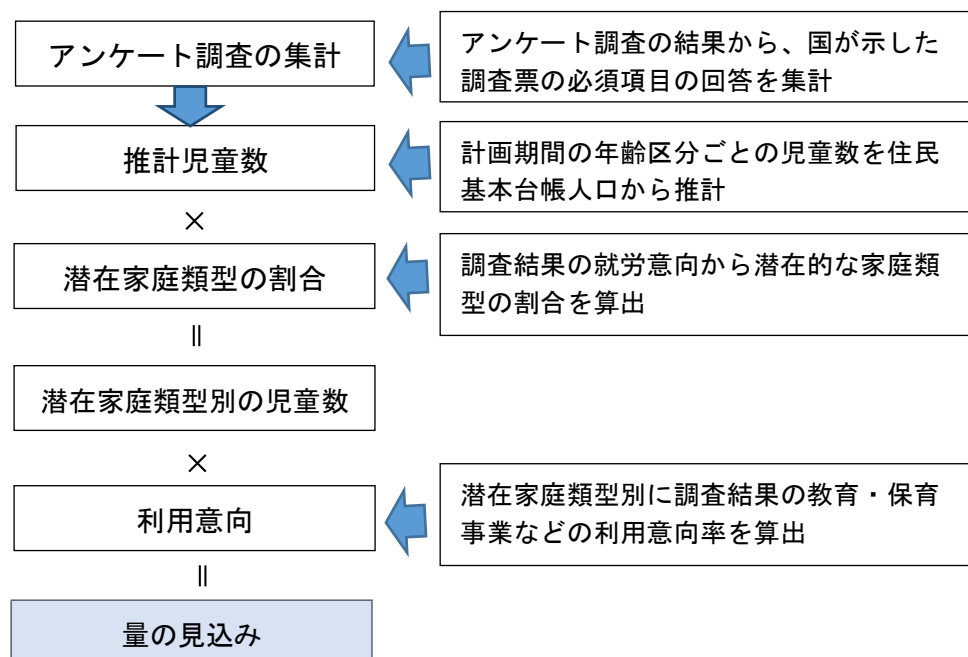 アンケート調査の集計
アンケート調査の結果から、国が示した
調査票の必須項目の回答を集計
推計児童数
計画期間の年齢区分ごとの児童数を住民
基本台帳人口から推計
×
潜在家庭類型の割合
調査結果の就労意向から潜在的な家庭類
型の割合を算出
＝
潜在家庭類型別の児童数
×
利用意向
潜在家庭類型別に調査結果の教育・保育
事業などの利用意向率を算出
＝
量の見込み